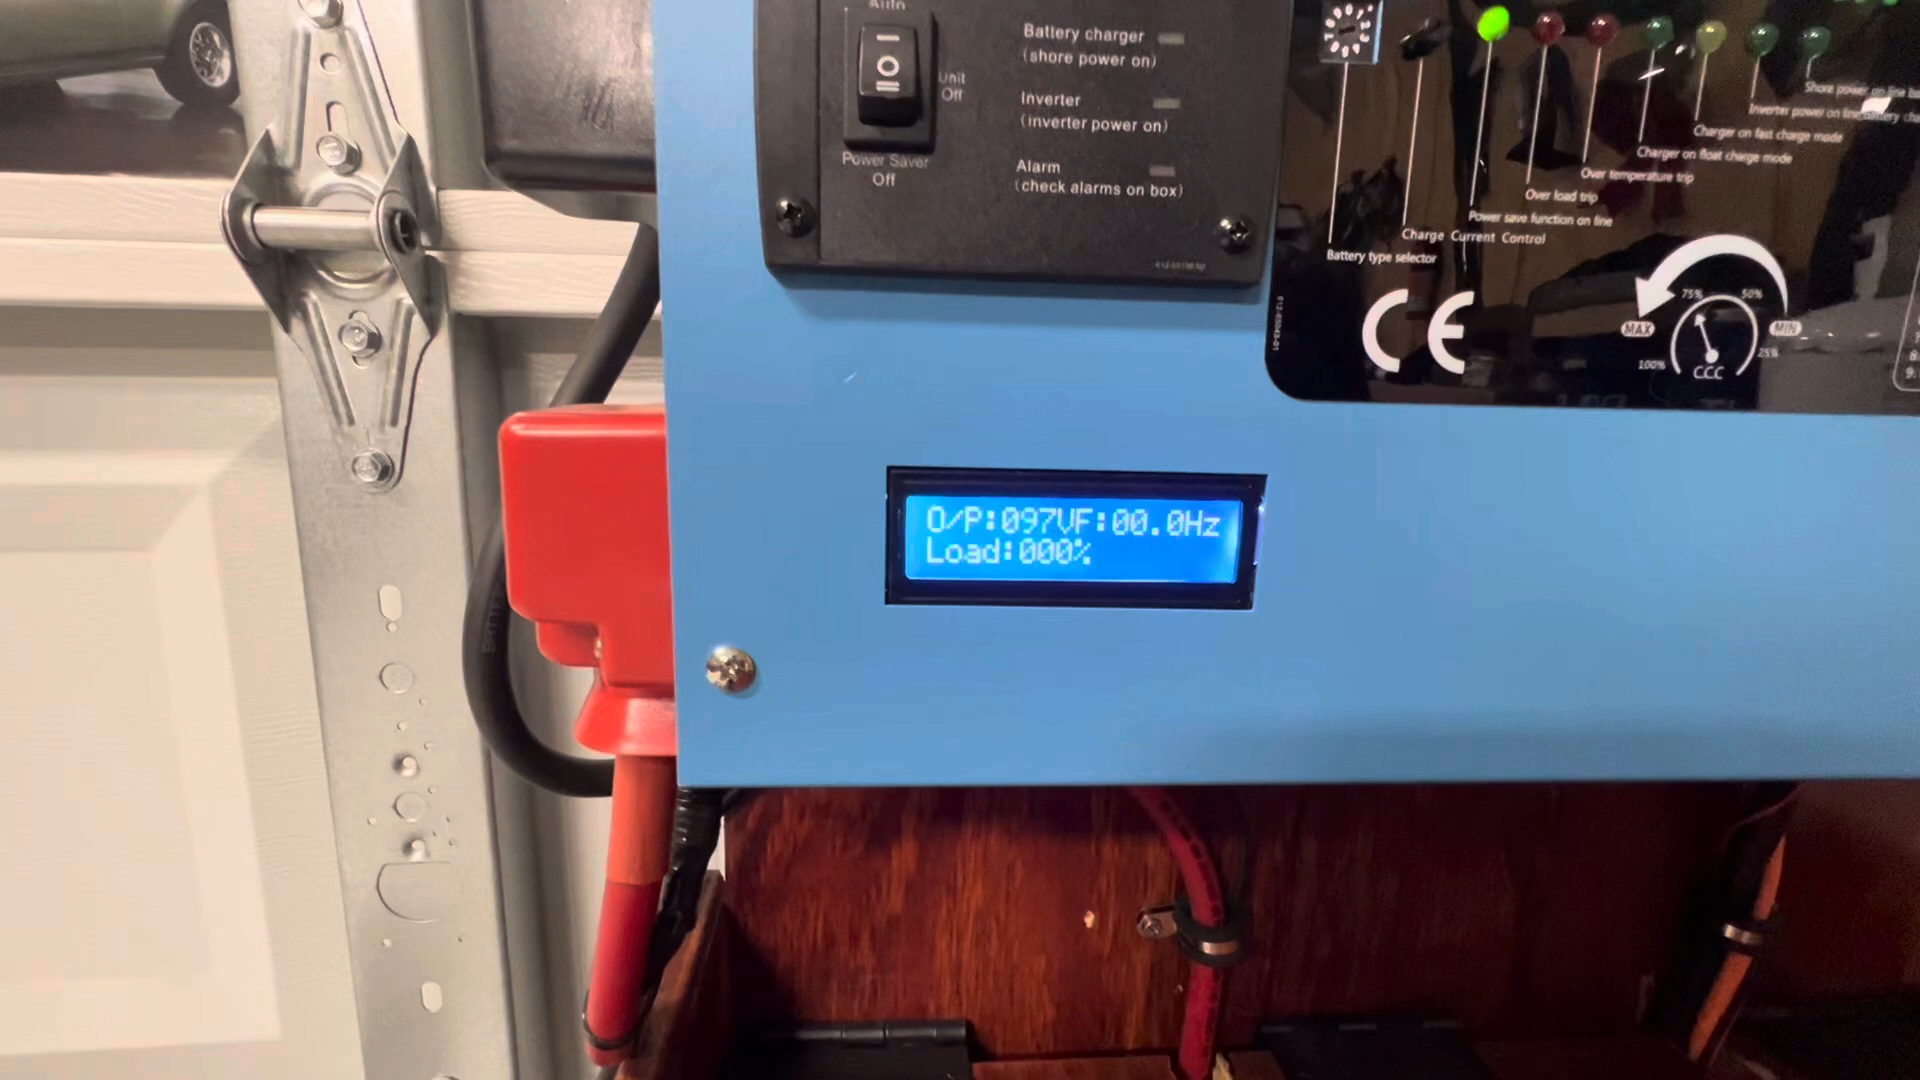 Auto
Unit
Off
Power Saver
Off
Battery charger
(shore power on)
Inverter
(inverter power on)
Alarm
(check alarms on box)
Shore power on line
Inverter power on line
Charger on fast charge mode
Charger on float charge mode
Over temperature trip
Over load trip
Power save function on line
Charge Current Control
Battery type selector
CE
75%
50%
MAX
MIN
100%
25%
CCC
8.
9.
O/P:097VF:00.0Hz
Load:000%